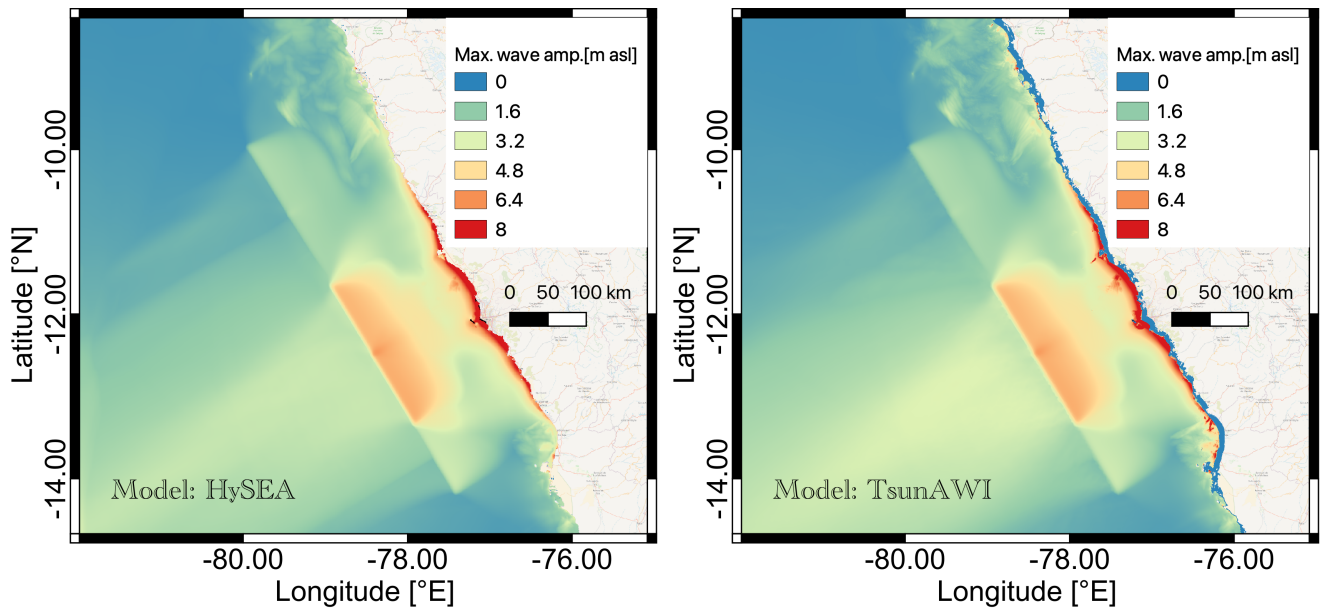 Max. wave amp.[m asl]
0
1.6
3.2
4.8
6.4
8
0 50 100 km
-10.00
-12.00
-14.00
Latitude [°N]
Model: HySEA
-80.00 -78.00 -76.00
Longitude [°E]
Max. wave amp.[m asl]
0
1.6
3.2
4.8
6.4
8
0 50 100 km
-10.00
-12.00
-14.00
Latitude [°N]
Model: TsunAWI
-80.00 -78.00 -76.00
Longitude [°E]